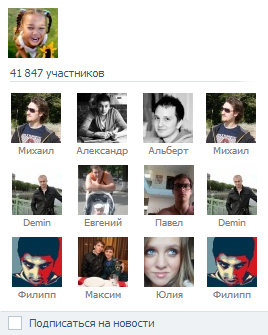 41 847 участников
Михаил Александр Альберт Михаил
Demin Евгений Павел Demin
Филипп Максим Юлия Филипп
Подписаться на новости